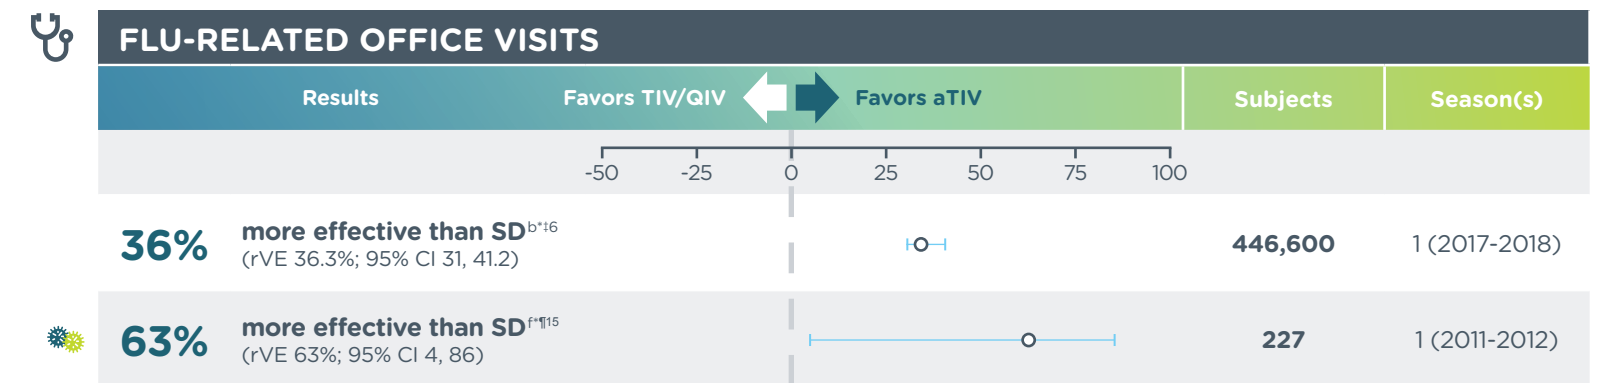 FLU-RELATED OFFICE VISITS
Results Favors TIV/QIV Favors aTIV Subjects Season(s)
-50 -25 0 25 50 75 100
36% more effective than SDb*‡6 446,600 1 (2017-2018)
(rVE 36.3%; 95% CI 31, 41.2)
63% more effective than SDf*¶15 227 1 (2011-2012)
(rVE 63%; 95% CI 4, 86)